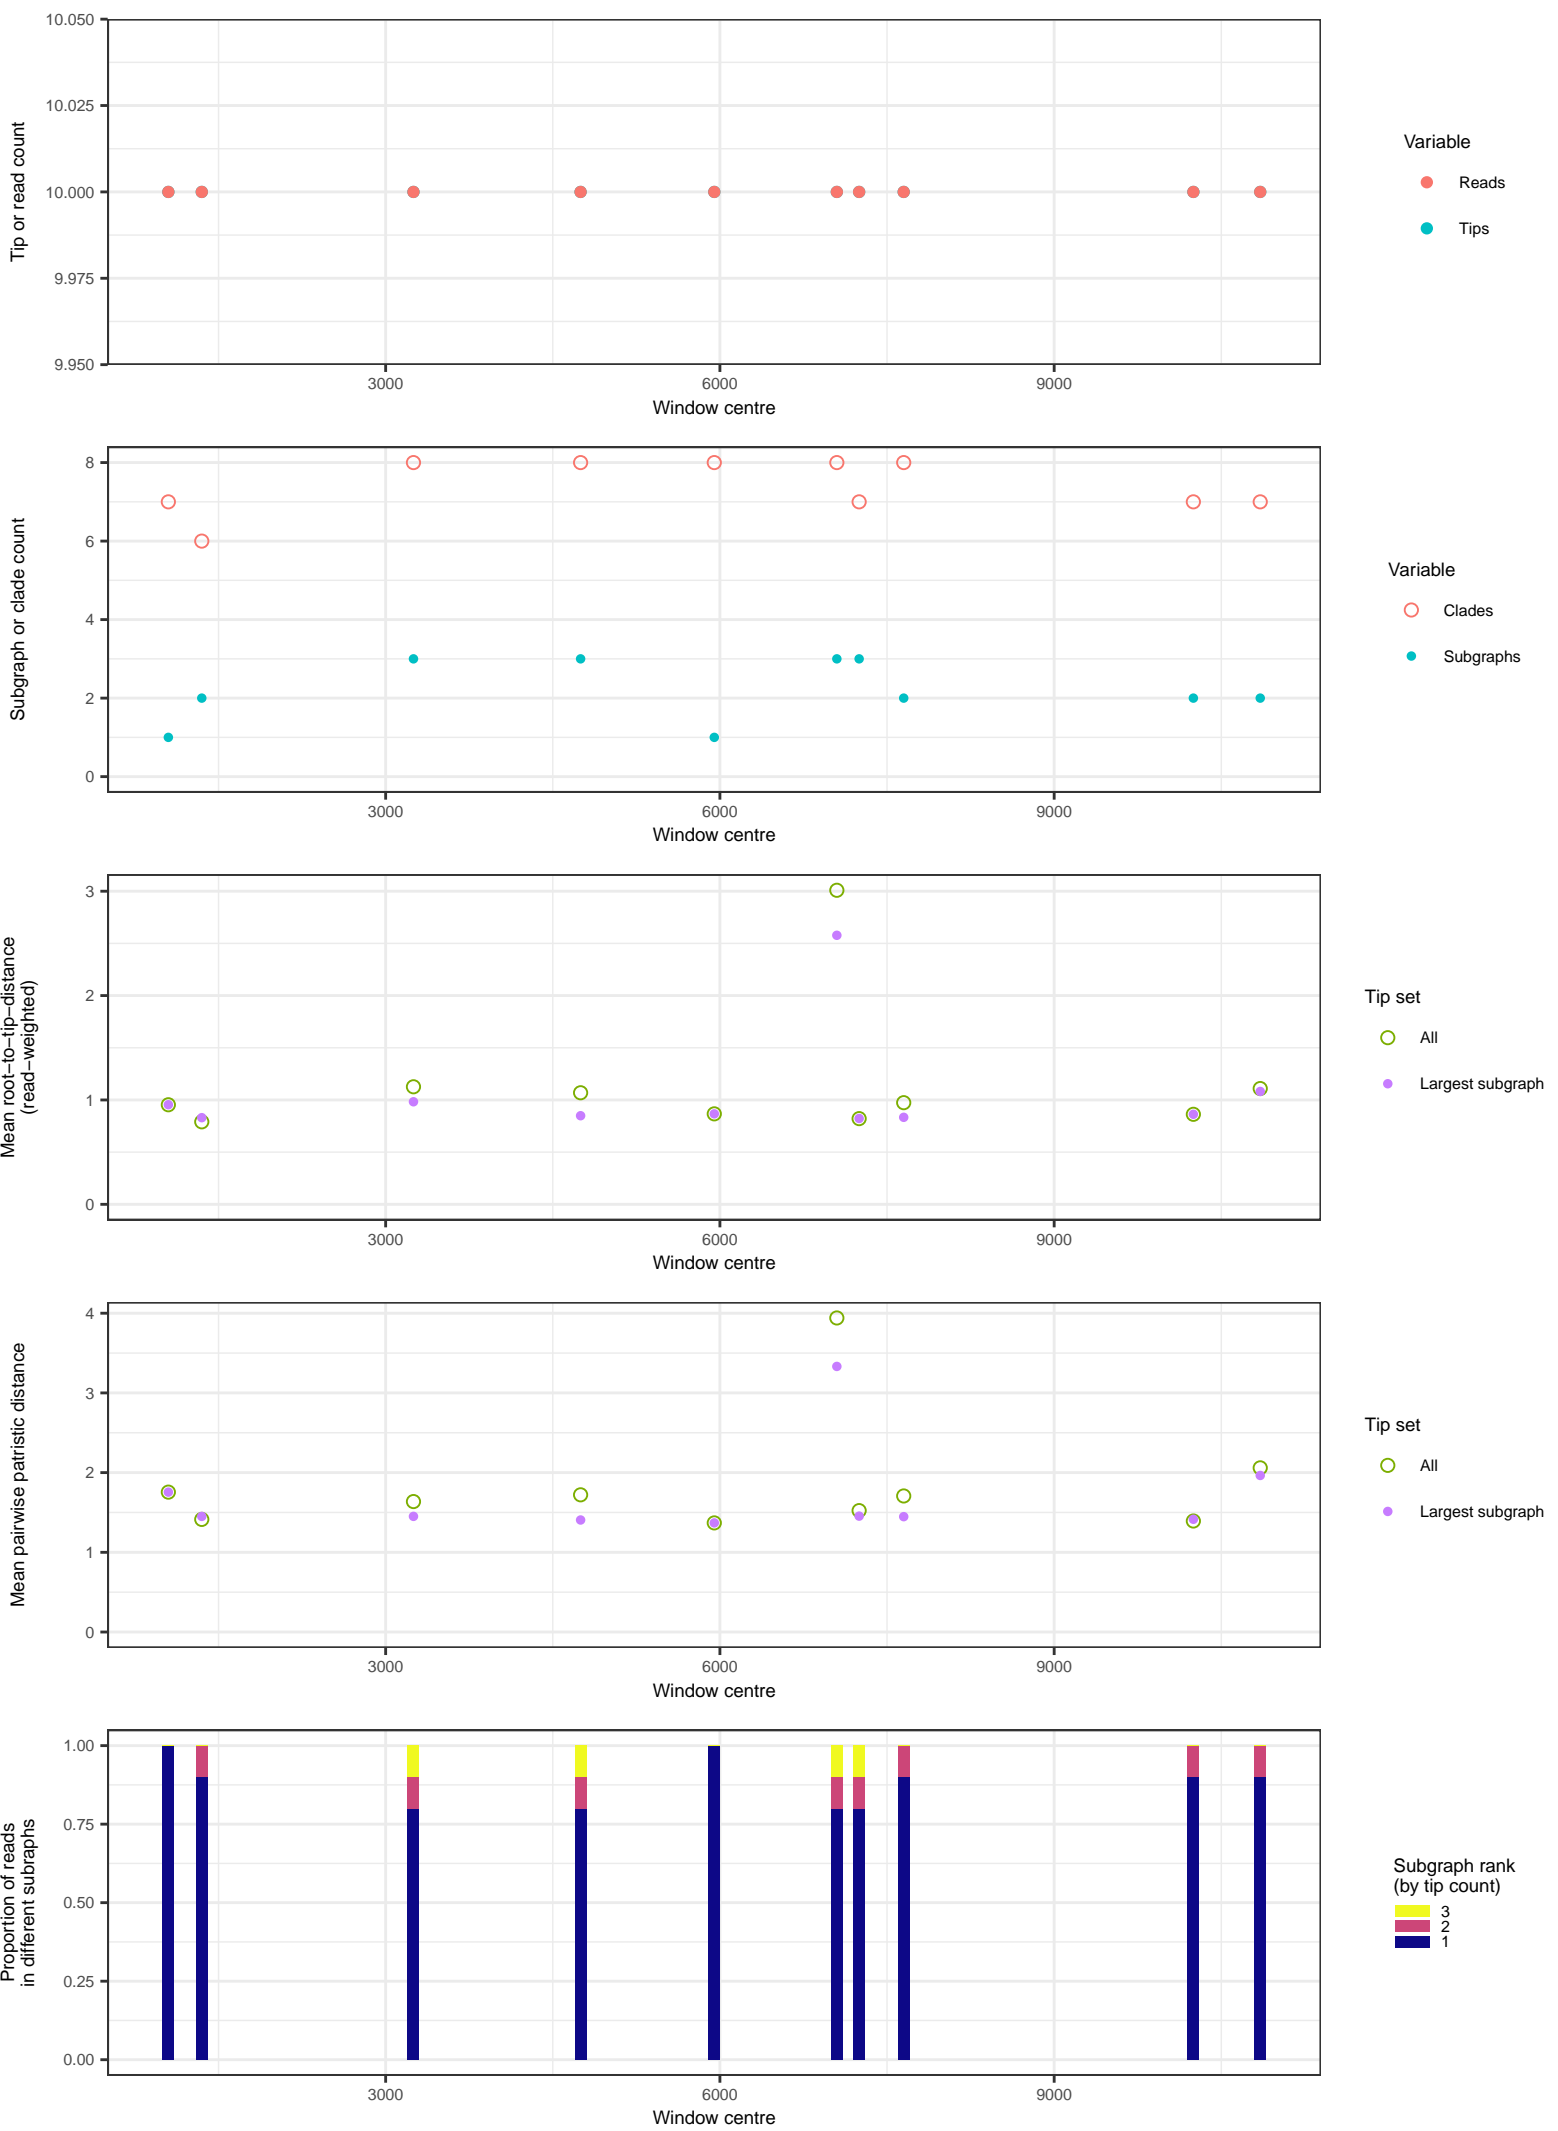 10.050
10.025
10.000
9.975
9.950
Tip or read count
3000
6000
9000
Window centre
Variable
Reads
Tips
8
6
4
2
0
Subgraph or clade count
3000
6000
9000
Window centre
Variable
Clades
Subgraphs
3
2
1
0
Mean root−to−tip−distance
(read−weighted)
3000
6000
9000
Window centre
Tip set
All
Largest subgraph
4
3
2
1
0
Mean pairwise patristic distance
3000
6000
9000
Window centre
Tip set
All
Largest subgraph
1.00
0.75
0.50
0.25
0.00
Proportion of reads
in different subraphs
3000
6000
9000
Window centre
Subgraph rank
(by tip count)
3
2
1